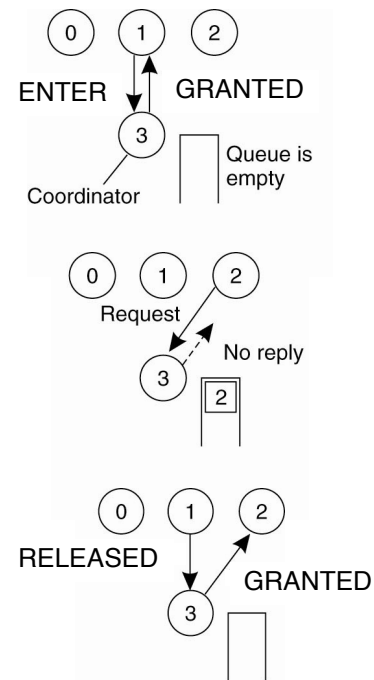 0 1 2
ENTER GRANTED
3
Queue is
empty
Coordinator
0 1 2
Request
No reply
3
2
0 1 2
RELEASED
GRANTED
3